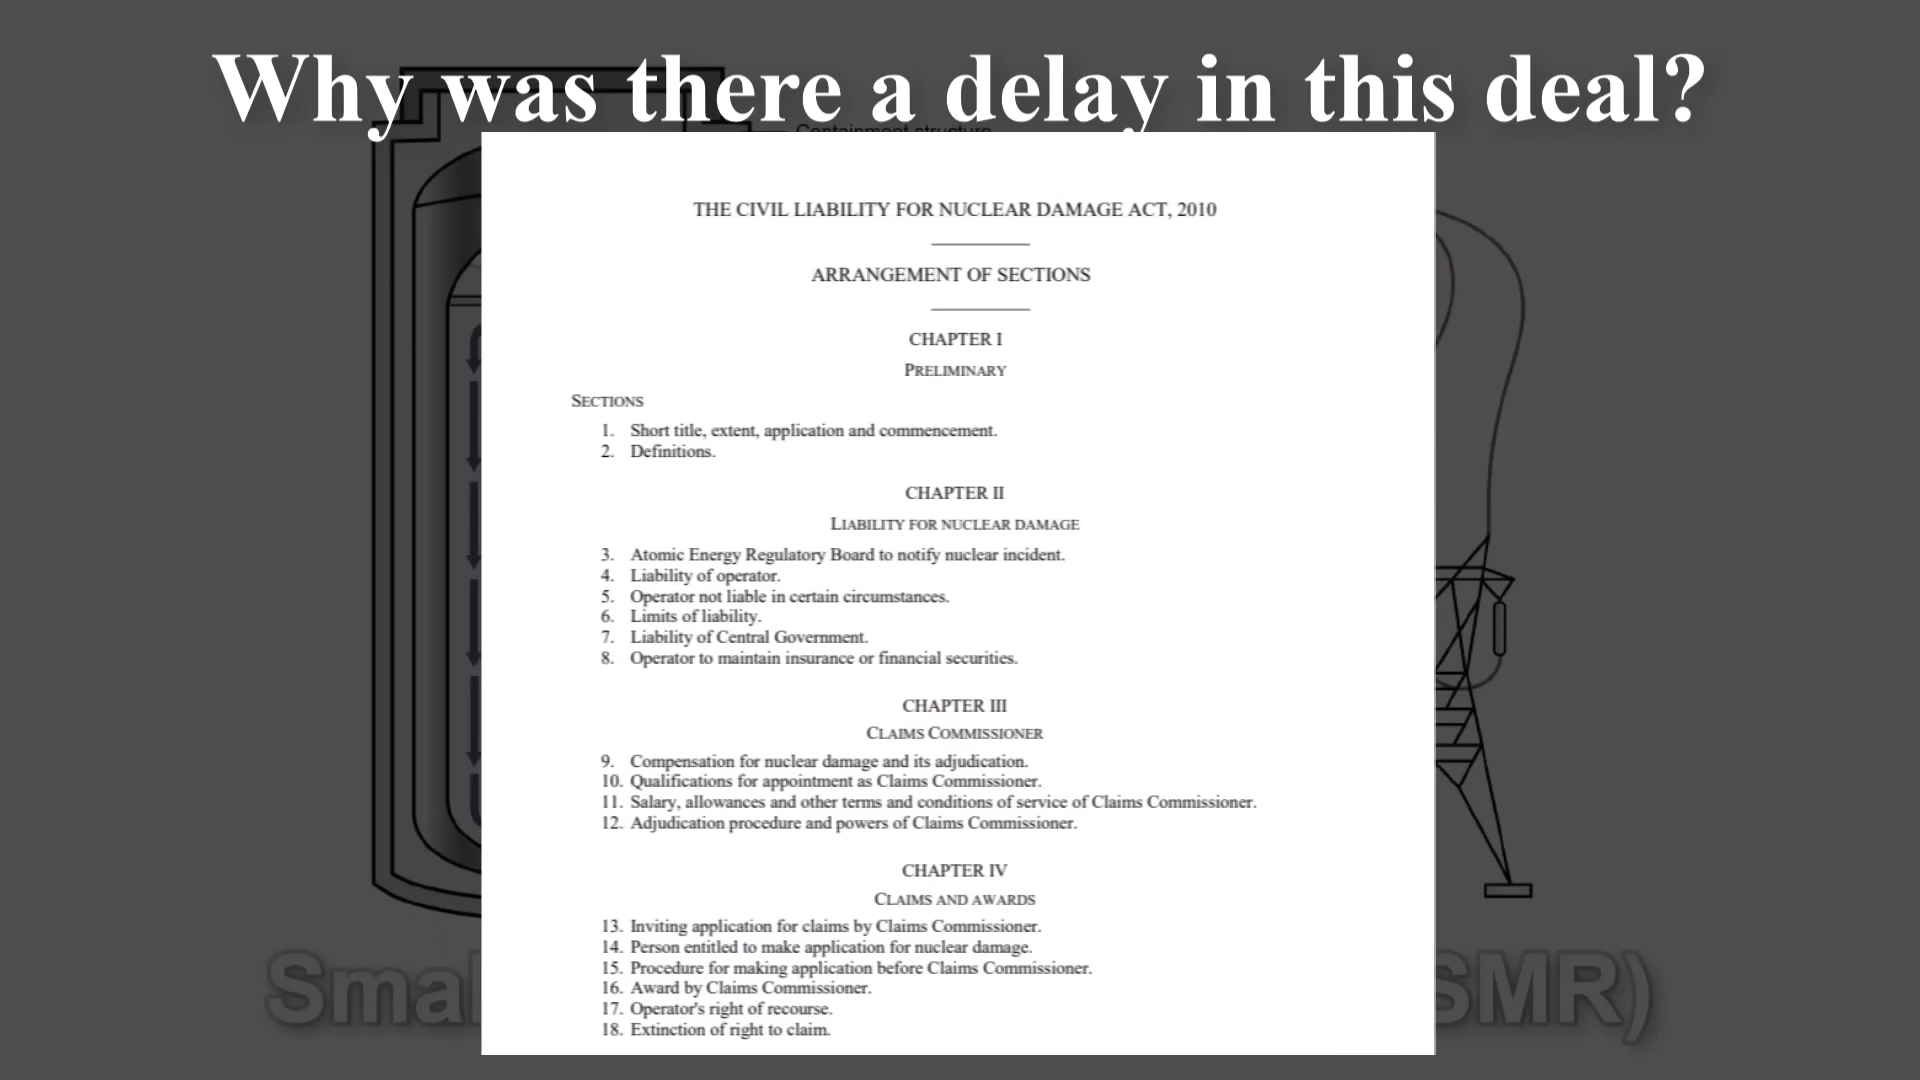 Why was there a delay in this deal?
Containment structure
THE CIVIL LIABILITY FOR NUCLEAR DAMAGE ACT, 2010
ARRANGEMENT OF SECTIONS
CHAPTER I
PRELIMINARY
SECTIONS
1. Short title, extent, application and commencement.
2. Definitions.
CHAPTER II
LIABILITY FOR NUCLEAR DAMAGE
3. Atomic Energy Regulatory Board to notify nuclear incident.
4. Liability of operator.
5. Operator not liable in certain circumstances.
6. Limits of liability.
7. Liability of Central Government.
8. Operator to maintain insurance or financial securities.
CHAPTER III
CLAIMS COMMISSIONER
9. Compensation for nuclear damage and its adjudication.
10. Qualifications for appointment as Claims Commissioner.
11. Salary, allowances and other terms and conditions of service of Claims Commissioner.
12. Adjudication procedure and powers of Claims Commissioner.
CHAPTER IV
CLAIMS AND AWARDS
13. Inviting application for claims by Claims Commissioner.
14. Person entitled to make application for nuclear damage.
15. Procedure for making application before Claims Commissioner.
16. Award by Claims Commissioner.
17. Operator's right of recourse.
18. Extinction of right to claim.
SMR)